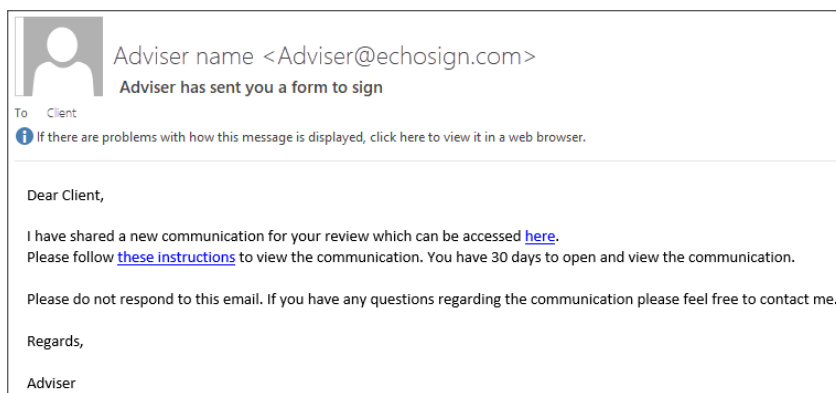 Adviser name <Adviser@echosign.com>
Adviser has sent you a form to sign
To Client
If there are problems with how this message is displayed, click here to view it in a web browser.
Dear Client,
I have shared a new communication for your review which can be accessed here.
Please follow these instructions to view the communication. You have 30 days to open and view the communication.
Please do not respond to this email. If you have any questions regarding the communication please feel free to contact me.
Regards,
Adviser